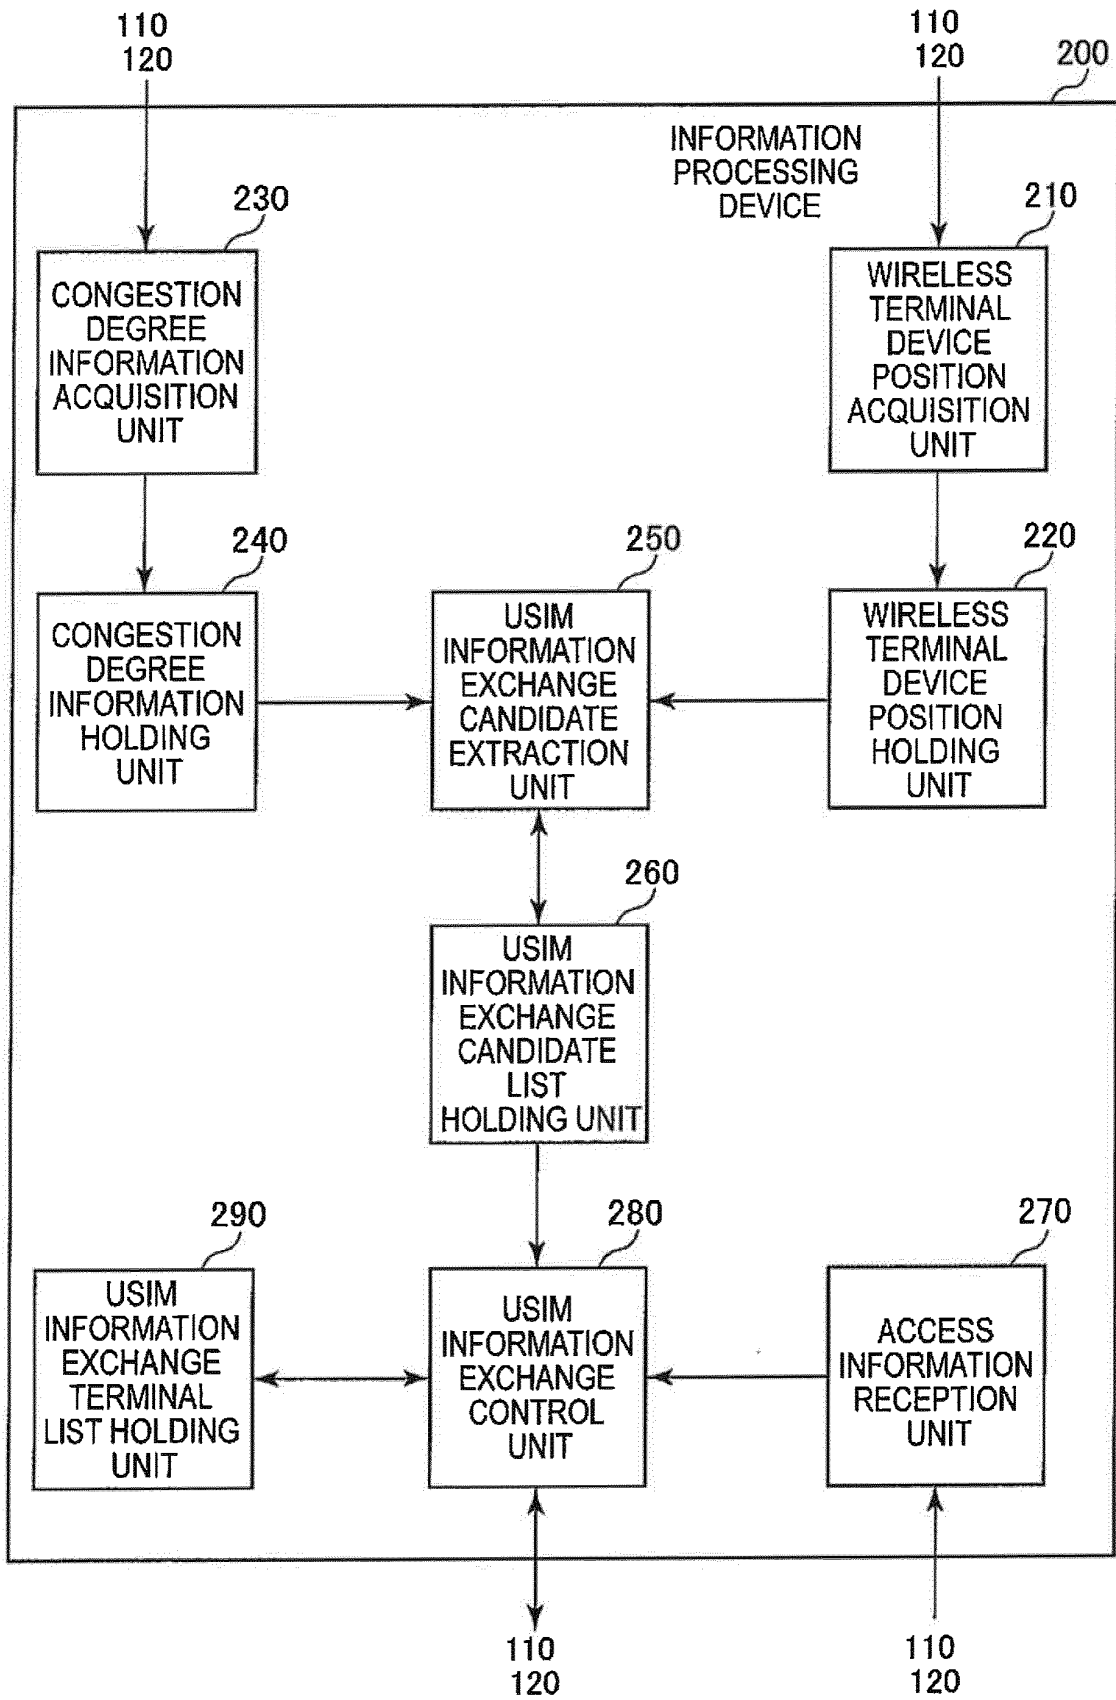 110
120
110
120
200
INFORMATION
PROCESSING
DEVICE
230
CONGESTION
DEGREE
INFORMATION
ACQUISITION
UNIT
210
WIRELESS
TERMINAL
DEVICE
POSITION
ACQUISITION
UNIT
240
CONGESTION
DEGREE
INFORMATION
HOLDING
UNIT
250
USIM
INFORMATION
EXCHANGE
CANDIDATE
EXTRACTION
UNIT
220
WIRELESS
TERMINAL
DEVICE
POSITION
HOLDING
UNIT
260
USIM
INFORMATION
EXCHANGE
CANDIDATE
LIST
HOLDING UNIT
290
USIM
INFORMATION
EXCHANGE
TERMINAL
LIST HOLDING
UNIT
280
USIM
INFORMATION
EXCHANGE
CONTROL
UNIT
270
ACCESS
INFORMATION
RECEPTION
UNIT
110
120
110
120